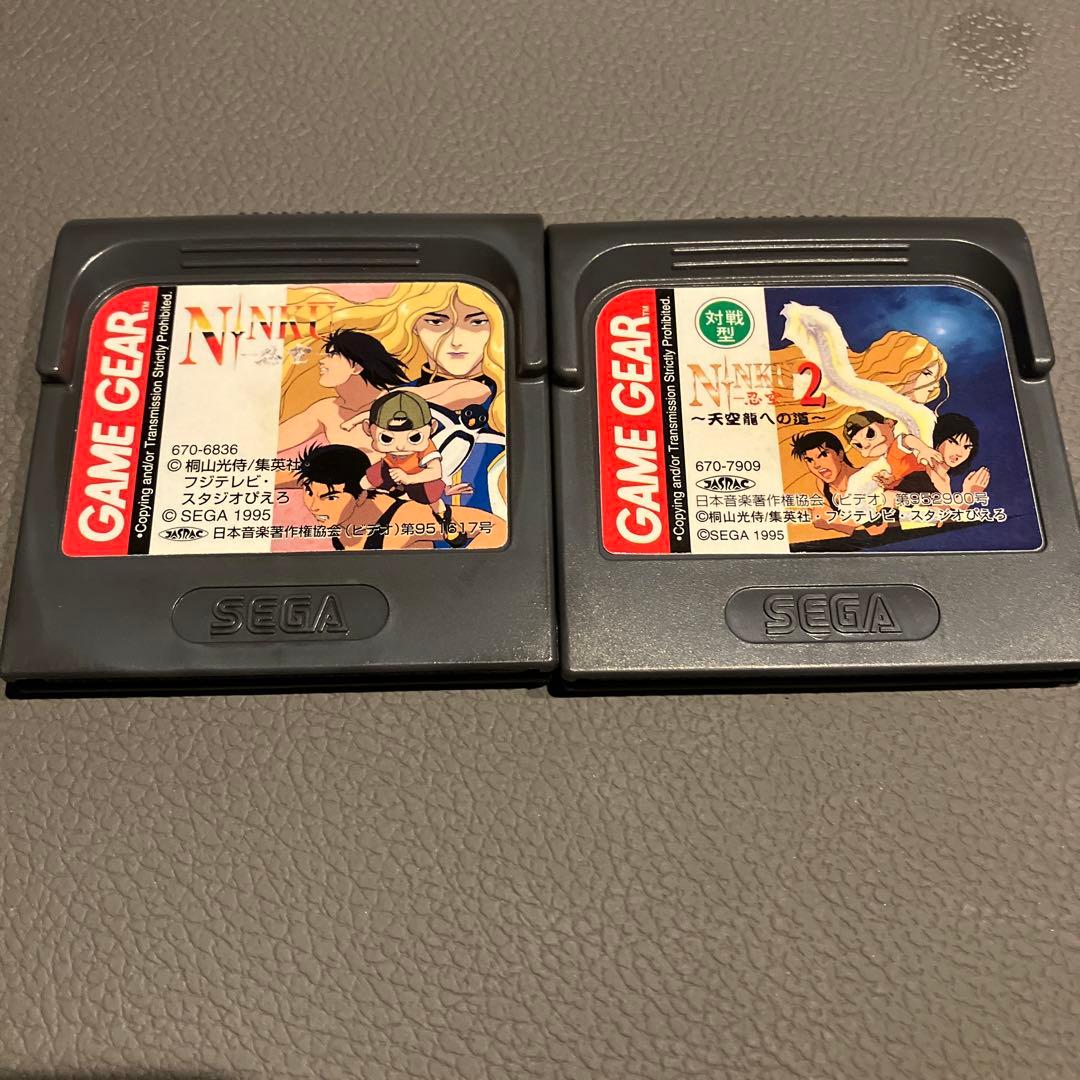 GAME GEAR™
•Copying and/or Transmission Strictly Prohibited.
NINKU
－忍空－
670-6836
© 桐山光侍/集英社・
フジテレビ・
スタジオぴえろ
© SEGA 1995
JASRAC 日本音楽著作権協会(ビデオ)第951617号
SEGA
GAME GEAR™
•Copying and/or Transmission Strictly Prohibited.
対戦
型
NINKU 2
－忍空
～天空龍への道～
670-7909
JASRAC
日本音楽著作権協会(ビデオ)第952900号
©桐山光侍/集英社・フジテレビ・スタジオぴえろ
©SEGA 1995
SEGA